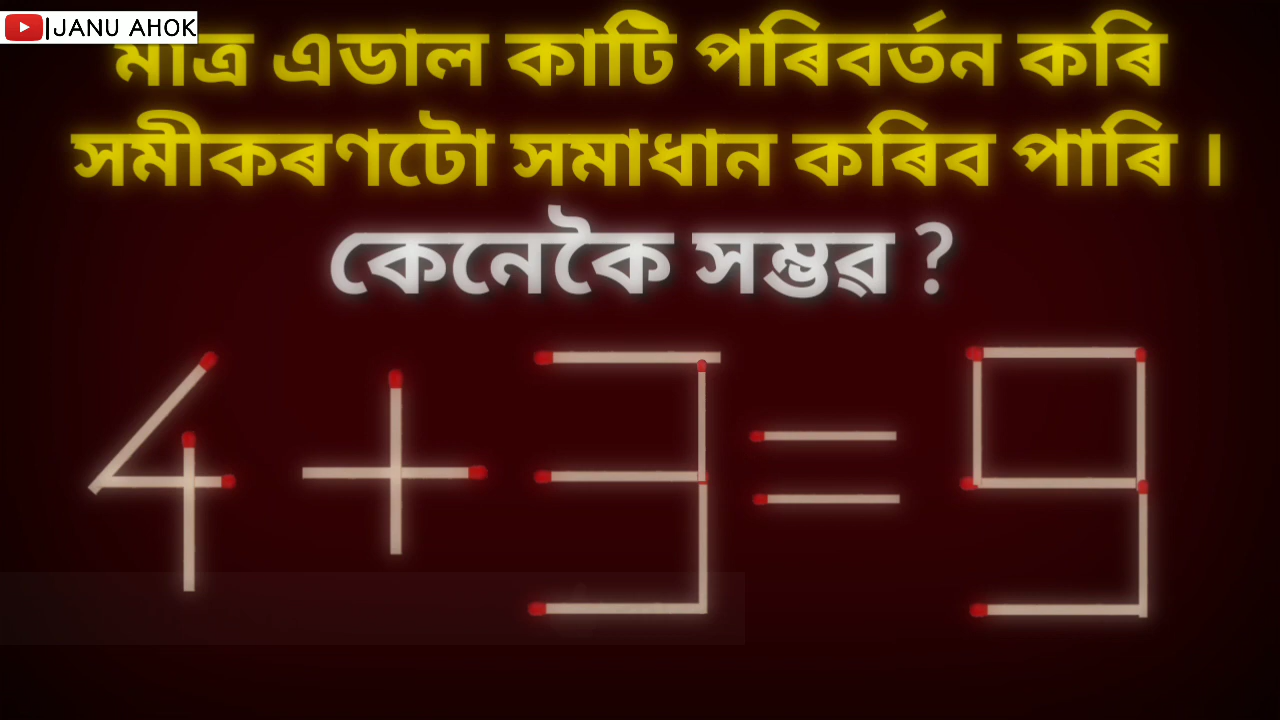 |JANU AHOK
মাত্ৰ এডাল কাটি পৰিবৰ্তন কৰি
সমীকৰণটো সমাধান কৰিব পাৰি ।
কেনেকৈ সম্ভৱ ?
4 + 3 = 9